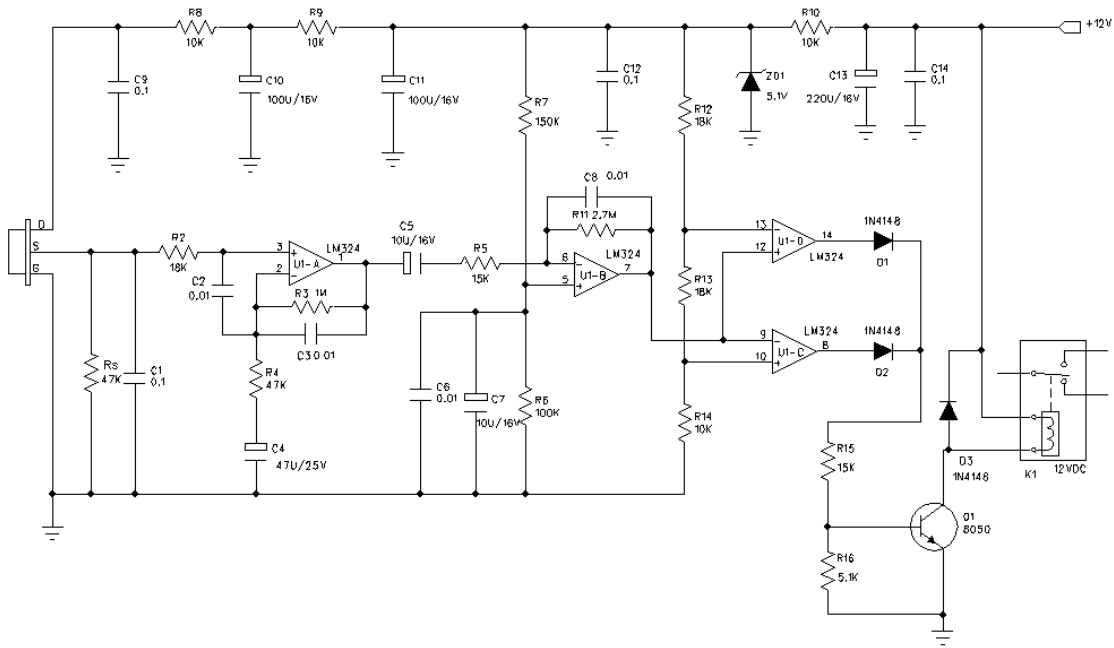 R8
10K
R9
10K
R10
10K
+12V
C9
0.1
C10
100U/16V
C11
100U/16V
C12
0.1
ZD1
5.1V
C13
220U/16V
C14
0.1
R7
150K
R12
18K
C8 0.01
R11 2.7M
D
S
G
R2
18K
3
+
2
-
U1-A
LM324
1
C5
10U/16V
R5
15K
6
-
5
+
U1-B
LM324
7
13
-
12
+
U1-D
14
LM324
1N4148
D1
C2
0.01
R3 1M
C3 0.01
R13
18K
9
-
10
+
U1-C
LM324
8
1N4148
D2
Rs
47K
C1
0.1
R4
47K
C6
0.01
C7
10U/16V
R6
100K
R14
10K
C4
47U/25V
R15
15K
D3
1N4148
K1
12VDC
Q1
8050
R16
5.1K